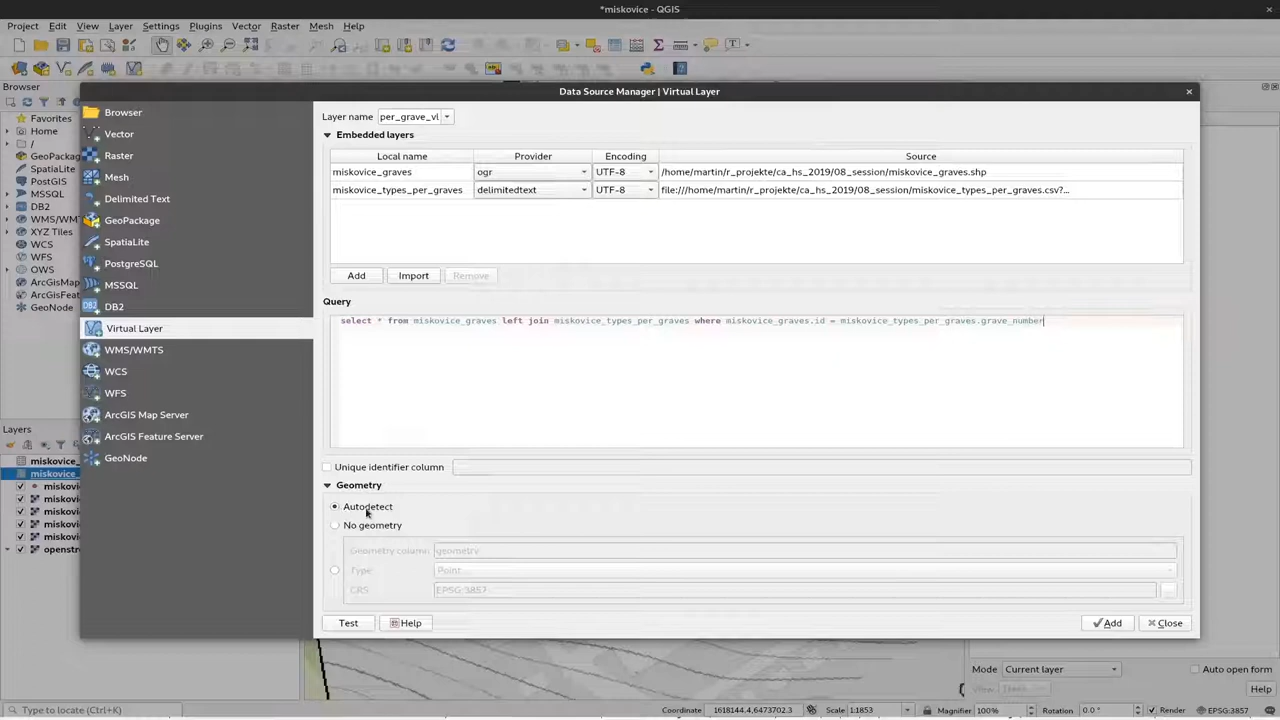 *miskovice - QGIS
Project Edit View Layer Settings Plugins Vector Raster Mesh Help
Browser
Favorites
Home
/
GeoPackag
SpatiaLite
PostGIS
MSSQL
DB2
WMS/WMT
XYZ Tiles
WCS
WFS
OWS
ArcGisMap
ArcGisFeat
GeoNode
Layers
miskovice_
miskovice_
miskovi
miskovi
miskovi
miskovi
miskovi
openst
Data Source Manager | Virtual Layer
Browser
Vector
Raster
Mesh
Delimited Text
GeoPackage
SpatiaLite
PostgreSQL
MSSQL
DB2
Virtual Layer
WMS/WMTS
WCS
WFS
ArcGIS Map Server
ArcGIS Feature Server
GeoNode
Layer name per_grave_vl
Embedded layers
Local name Provider Encoding Source
miskovice_graves ogr UTF-8 /home/martin/r_projekte/ca_hs_2019/08_session/miskovice_graves.shp
miskovice_types_per_graves delimitedtext UTF-8 file:///home/martin/r_projekte/ca_hs_2019/08_session/miskovice_types_per_graves.csv?...
Add Import Remove
Query
select * from miskovice_graves left join miskovice_types_per_graves where miskovice_graves.id = miskovice_types_per_graves.grave_number
Unique identifier column
Geometry
Autodetect
No geometry
Geometry column geometry
Type Point
CRS EPSG:3857
Test Help Add Close
Mode Current layer Auto open form
View Help
Type to locate (Ctrl+K) Coordinate 1618144.4,6473702.3 Scale 1:1853 Magnifier 100% Rotation 0.0 ° Render EPSG:3857